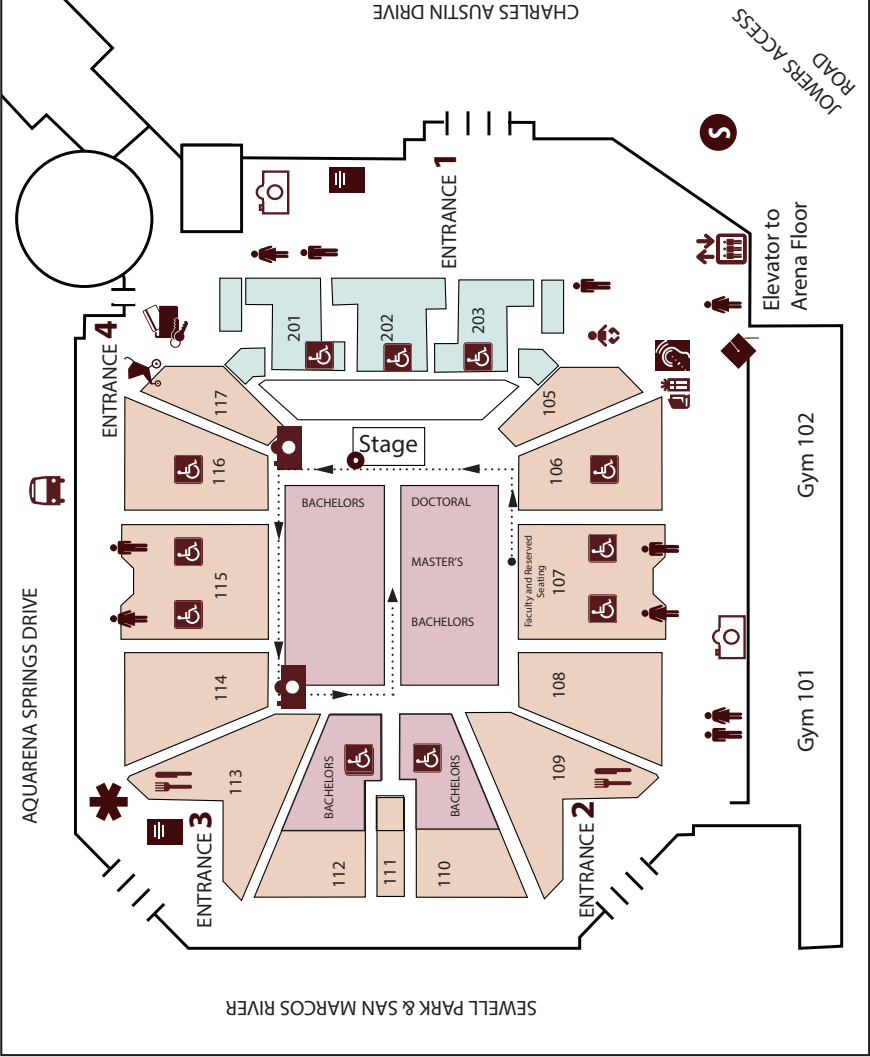 CHARLES AUSTIN DRIVE
JOWERS ACCESS
ROAD
S
ENTRANCE 1
Elevator to
Arena Floor
ENTRANCE 4
201
202
203
117
105
Stage
116
106
BACHELORS
DOCTORAL
MASTER'S
BACHELORS
Faculty and Reserved
Seating
107
115
114
108
113
109
BACHELORS
BACHELORS
112
111
110
ENTRANCE 3
ENTRANCE 2
AQUARENA SPRINGS DRIVE
Gym 102
Gym 101
SEWELL PARK & SAN MARCOS RIVER